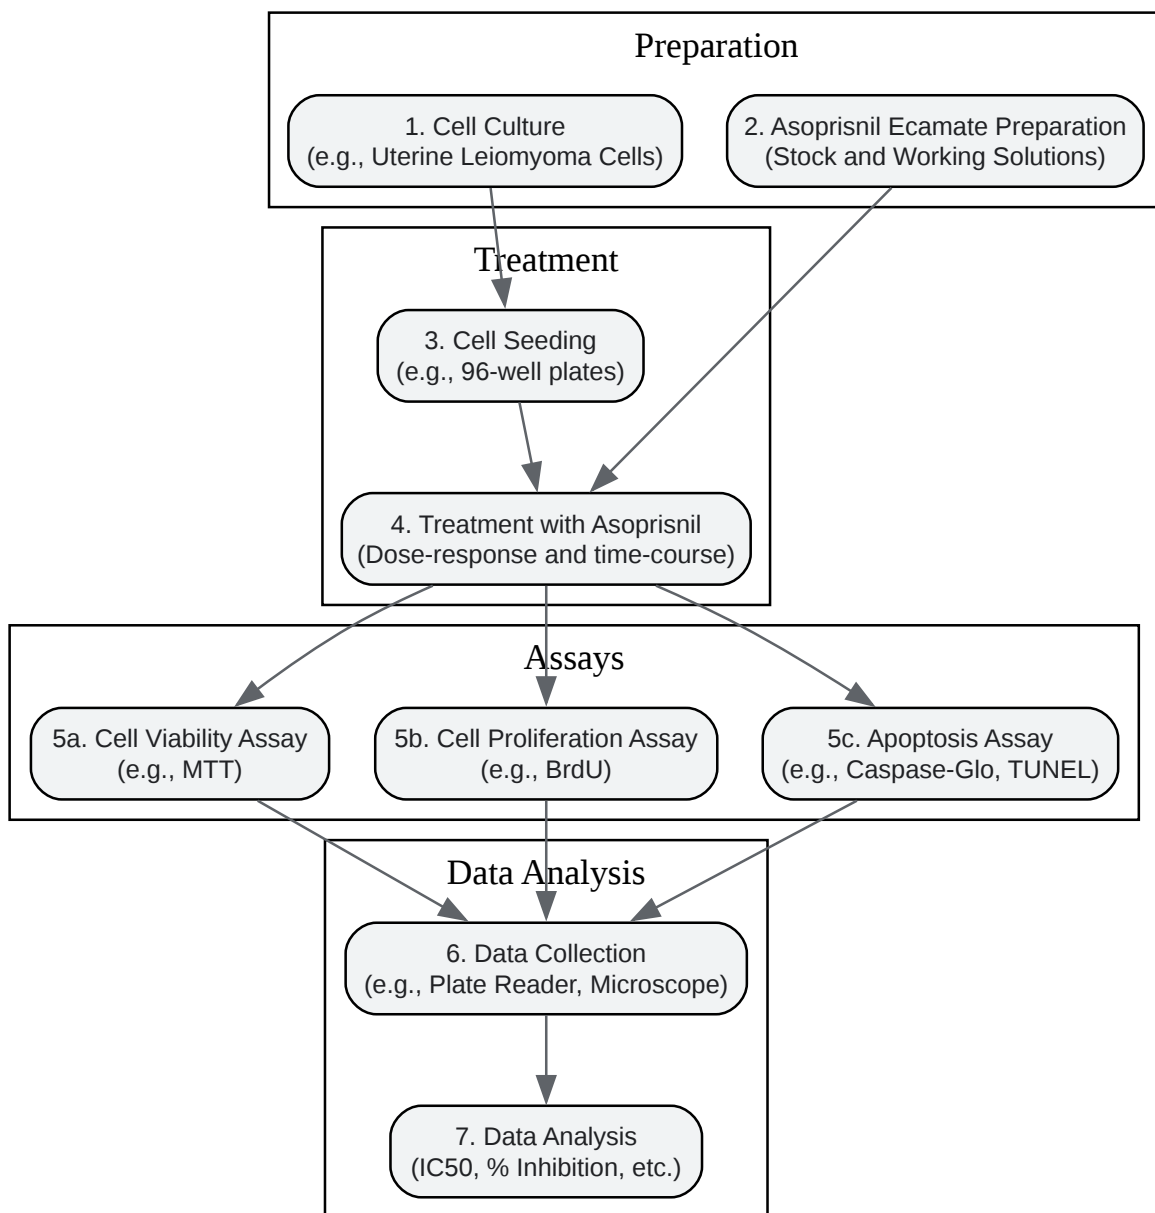 Preparation
1. Cell Culture
(e.g., Uterine Leiomyoma Cells)
2. Asoprisnil Ecamate Preparation
(Stock and Working Solutions)
Treatment
3. Cell Seeding
(e.g., 96-well plates)
4. Treatment with Asoprisnil
(Dose-response and time-course)
Assays
5a. Cell Viability Assay
(e.g., MTT)
5b. Cell Proliferation Assay
(e.g., BrdU)
5c. Apoptosis Assay
(e.g., Caspase-Glo, TUNEL)
Data Analysis
6. Data Collection
(e.g., Plate Reader, Microscope)
7. Data Analysis
(IC50, % Inhibition, etc.)